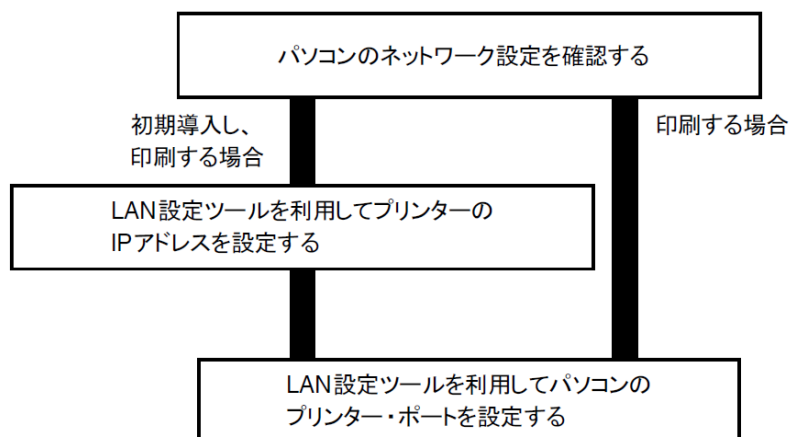 パソコンのネットワーク設定を確認する
初期導入し、
印刷する場合
印刷する場合
LAN設定ツールを利用してプリンターの
IPアドレスを設定する
LAN設定ツールを利用してパソコンの
プリンター・ポートを設定する